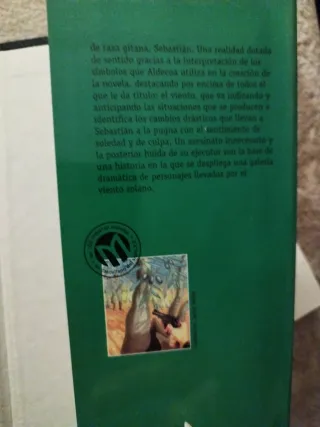 de raza gitana, Sebastián. Una realidad dotada
de sentido gracias a la interpretación de los
símbolos que Aldecoa utiliza en la creación de
la novela, destacando por encima de todos el
que le da título: el viento, que va indicando y
anticipando las situaciones que se producen e
identifica los cambios drásticos que llevan a
Sebastián a la pugna con el sentimiento de
soledad y de culpa. Un asesinato involuntario y
la posterior huida de su ejecutor son la base de
una historia en la que se despliega una galería
dramática de personajes llevados por el
viento solano.
M